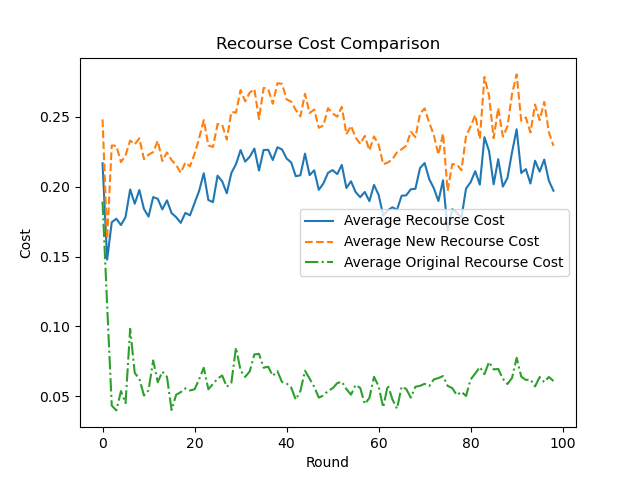 Recourse Cost Comparison
Cost
0.25
0.20
0.15
0.10
0.05
Average Recourse Cost
Average New Recourse Cost
Average Original Recourse Cost
0 20 40 60 80 100
Round